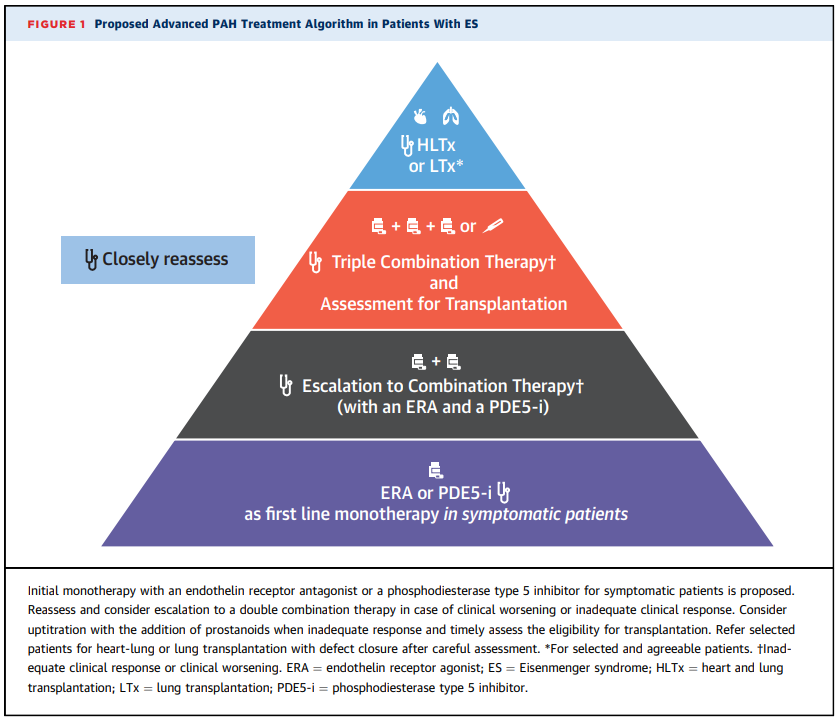 FIGURE 1 Proposed Advanced PAH Treatment Algorithm in Patients With ES
HLTx
or LTx*
+ + or
Closely reassess
Triple Combination Therapy†
and
Assessment for Transplantation
+
Escalation to Combination Therapy†
(with an ERA and a PDE5-i)
ERA or PDE5-i
as first line monotherapy in symptomatic patients
Initial monotherapy with an endothelin receptor antagonist or a phosphodiesterase type 5 inhibitor for symptomatic patients is proposed.
Reassess and consider escalation to a double combination therapy in case of clinical worsening or inadequate clinical response. Consider
uptitration with the addition of prostanoids when inadequate response and timely assess the eligibility for transplantation. Refer selected
patients for heart-lung or lung transplantation with defect closure after careful assessment. *For selected and agreeable patients. †Inad-
equate clinical response or clinical worsening. ERA = endothelin receptor agonist; ES = Eisenmenger syndrome; HLTx = heart and lung
transplantation; LTx = lung transplantation; PDE5-i = phosphodiesterase type 5 inhibitor.